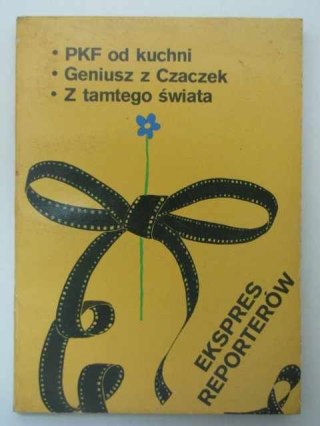 • PKF od kuchni
• Geniusz z Czaczek
• Z tamtego świata
EKSPRES
REPORTERÓW